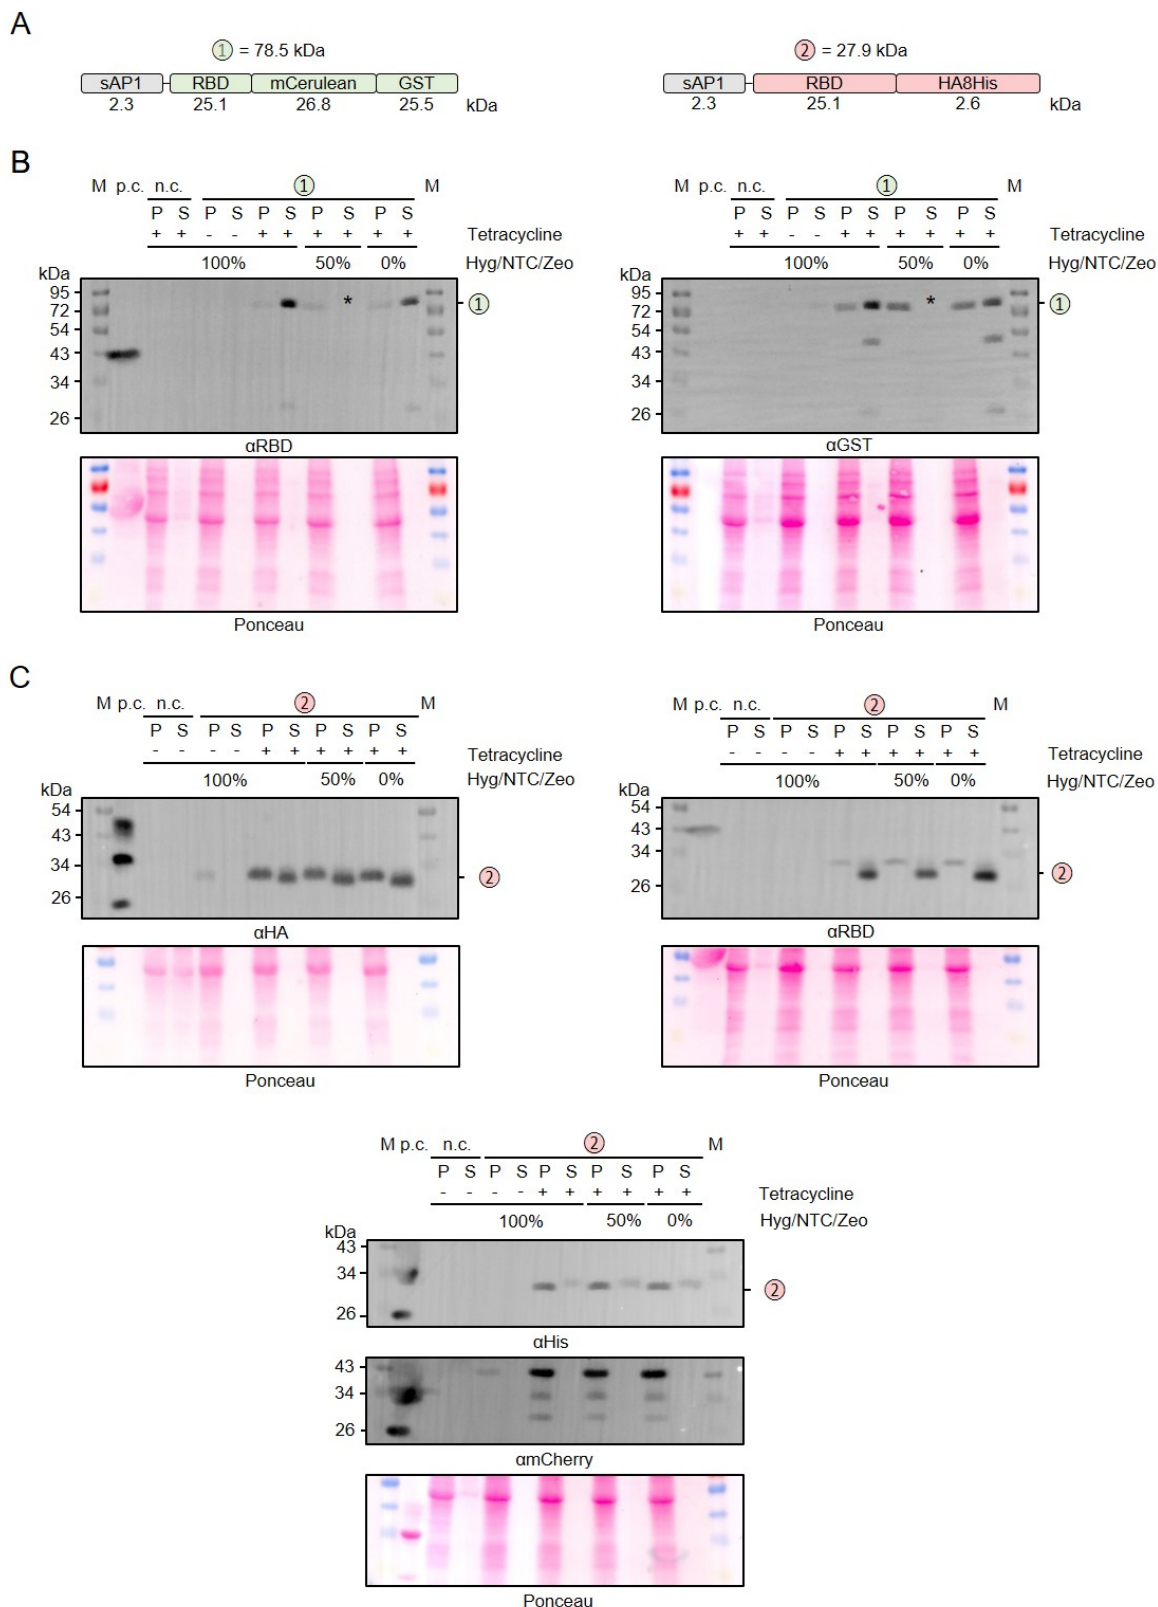 A
1 = 78.5 kDa
2 = 27.9 kDa
sAP1 RBD mCerulean GST
2.3 25.1 26.8 25.5 kDa
sAP1 RBD HA8His
2.3 25.1 2.6 kDa
B
M p.c. n.c. 1 M
P S P S P S P S P S
+ + - - + + + + + + Tetracycline
100% 50% 0% Hyg/NTC/Zeo
kDa
95
72
54
43
34
26
*
1
αRBD
Ponceau
M p.c. n.c. 1 M
P S P S P S P S P S
+ + - - + + + + + + Tetracycline
100% 50% 0% Hyg/NTC/Zeo
kDa
95
72
54
43
34
26
*
1
αGST
Ponceau
C
M p.c. n.c. 2 M
P S P S P S P S P S
- - - - + + + + + + Tetracycline
100% 50% 0% Hyg/NTC/Zeo
kDa
54
43
34
26
2
αHA
Ponceau
M p.c. n.c. 2 M
P S P S P S P S P S
- - - - + + + + + + Tetracycline
100% 50% 0% Hyg/NTC/Zeo
kDa
54
43
34
26
2
αRBD
Ponceau
M p.c. n.c. 2 M
P S P S P S P S P S
- - - - + + + + + + Tetracycline
100% 50% 0% Hyg/NTC/Zeo
kDa
43
34
26
2
αHis
43
34
26
αmCherry
Ponceau